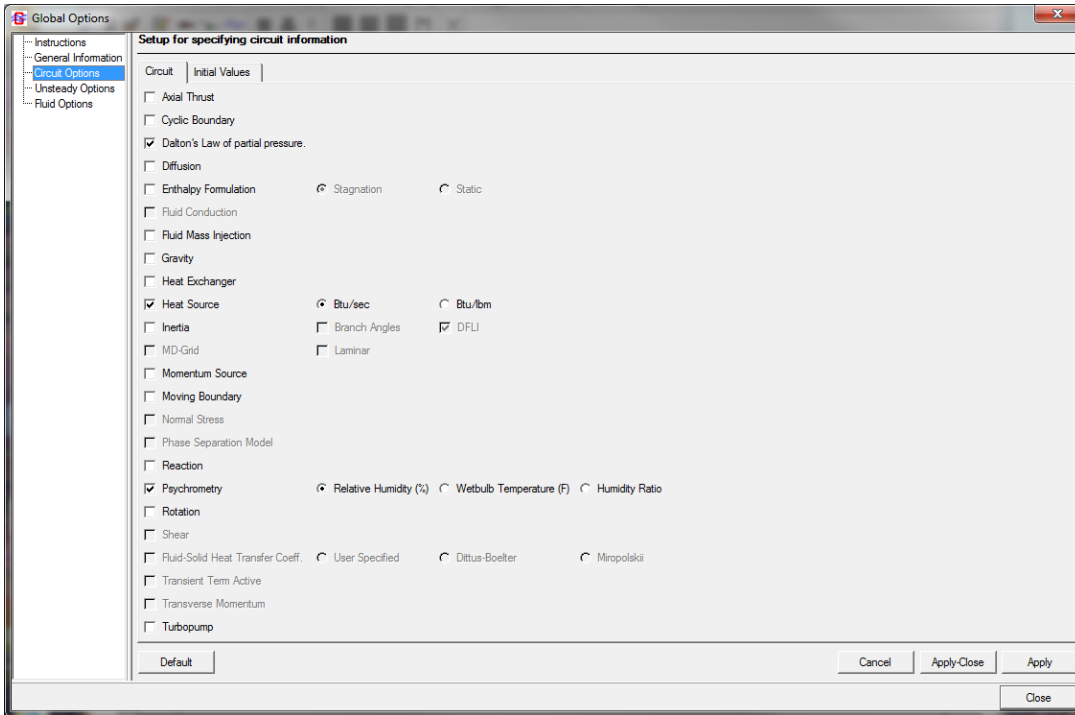 Global Options
Instructions
General Information
Circuit Options
Unsteady Options
Fluid Options
Setup for specifying circuit information
Circuit Initial Values
Axial Thrust
Cyclic Boundary
Dalton's Law of partial pressure.
Diffusion
Enthalpy Formulation Stagnation Static
Fluid Conduction
Fluid Mass Injection
Gravity
Heat Exchanger
Heat Source Btu/sec Btu/lbm
Inertia Branch Angles DFLI
MD-Grid Laminar
Momentum Source
Moving Boundary
Normal Stress
Phase Separation Model
Reaction
Psychrometry Relative Humidity (%) Wetbulb Temperature (F) Humidity Ratio
Rotation
Shear
Fluid-Solid Heat Transfer Coeff. User Specified Dittus-Boelter Miropolskii
Transient Term Active
Transverse Momentum
Turbopump
Default Cancel Apply-Close Apply
Close